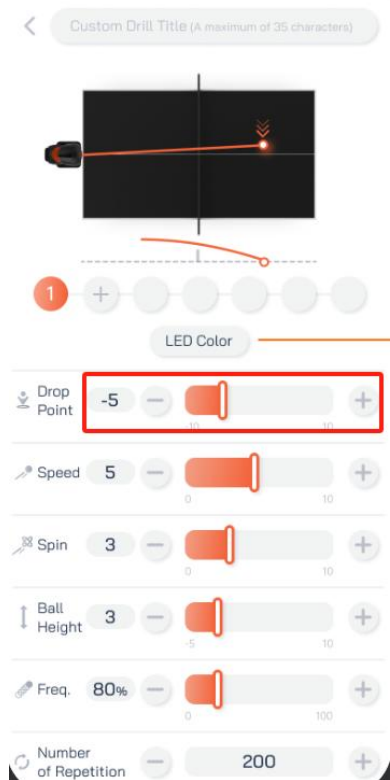 Custom Drill Title (A maximum of 35 characters)
1
LED Color
Drop
Point
-5
-10 10
Speed 5
0 10
Spin 3
0 10
Ball
Height
3
-5 10
Freq. 80%
0 100
Number
of Repetition
200